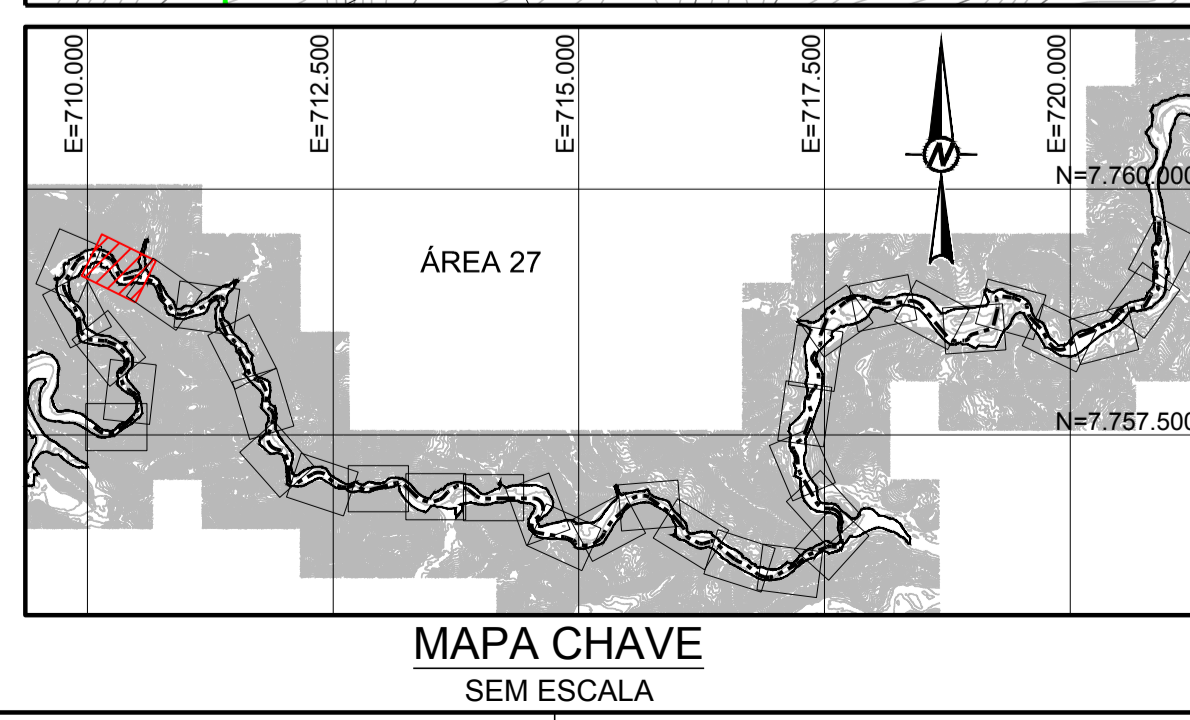 E=710.000
E=712.500
E=715.000
E=717.500
E=720.000
N
N=7.760.000
ÁREA 27
N=7.757.500
MAPA CHAVE
SEM ESCALA